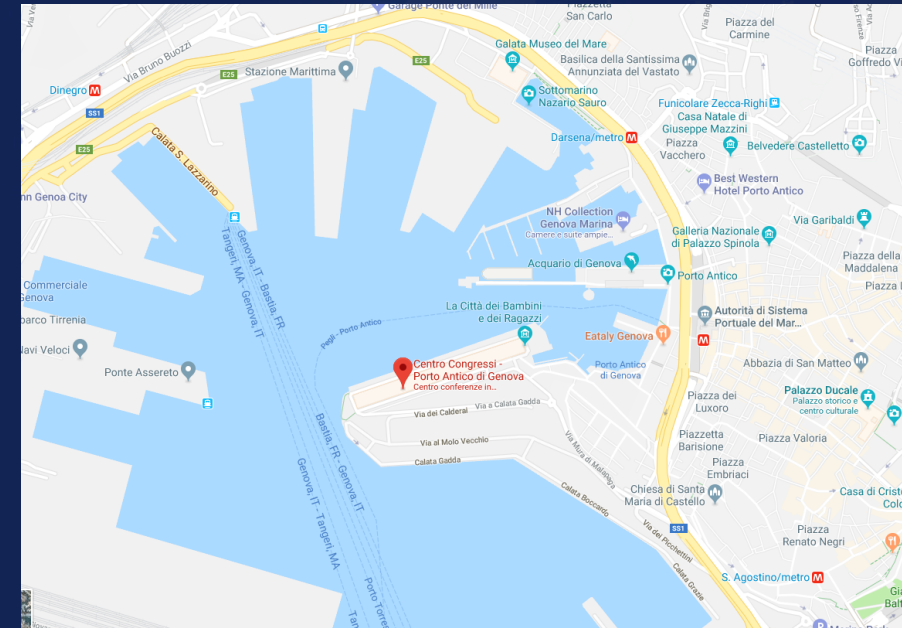 Garage Ponte dei Mille
Piazzetta
San Carlo
Piazza del
Carmine
Via Bruno Buozzi
E25
Stazione Marittima
E25
Galata Museo del Mare
Basilica della Santissima
Annunziata del Vastato
Piazza
Goffredo Vi
Dinegro M
SS1
Sottomarino
Nazario Sauro
Funicolare Zecca-Righi
Casa Natale di
Giuseppe Mazzini
E25
Calata S. Lazzarino
Darsena/metro M
Piazza
Vacchero
Belvedere Castelletto
Best Western
Hotel Porto Antico
nn Genoa City
NH Collection
Genova Marina
Camere e suite ampie...
Via Garibaldi
Galleria Nazionale
di Palazzo Spinola
Genova, IT - Bastia, FR
Tangeri, MA - Genova, IT
Acquario di Genova
Porto Antico
Piazza della
Maddalena
Commerciale
Genova
Piazza
parco Tirrenia
La Città dei Bambini
e dei Ragazzi
Autorità di Sistema
Portuale del Mar...
Pegli - Porto Antico
Eataly Genova
M
Navi Veloci
Ponte Assereto
Centro Congressi -
Porto Antico di Genova
Centro conferenze in...
Porto Antico
di Genova
Abbazia di San Matteo
Palazzo Ducale
Palazzo storico e
centro culturale
Via dei Calderai
Via a Calata Gadda
Piazza dei
Luxoro
Bastia, FR - Genova, IT
Via al Molo Vecchio
Via Mura di Malapaga
Piazzetta
Barisione
Piazza Valoria
Calata Gadda
Genova, IT - Tangeri, MA
Piazza
Embriaci
Calata Boccardo
Chiesa di Santa
Maria di Castello
Casa di Crist
Colo
Via dei Picchettini
SS1
Piazza
Renato Negri
Calata Grazie
S. Agostino/metro M
Porto Torres
Gia
Balt
Tan